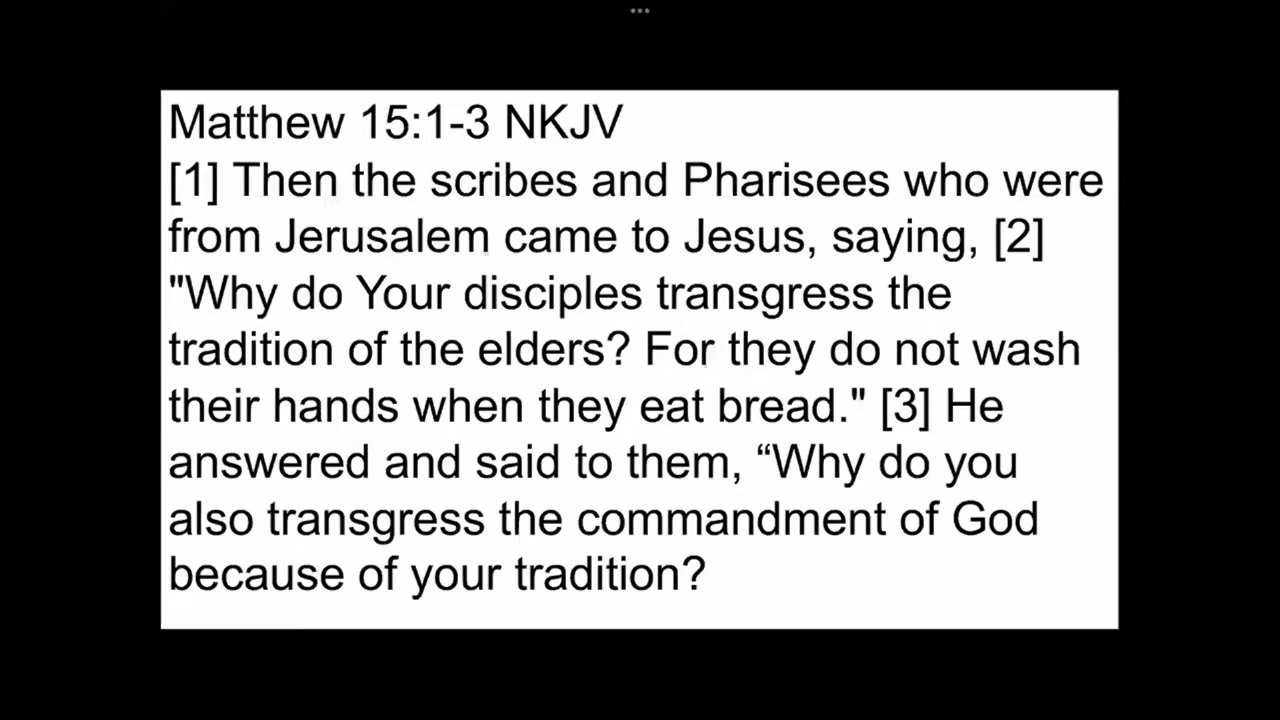 Matthew 15:1-3 NKJV
[1] Then the scribes and Pharisees who were
from Jerusalem came to Jesus, saying, [2]
"Why do Your disciples transgress the
tradition of the elders? For they do not wash
their hands when they eat bread." [3] He
answered and said to them, “Why do you
also transgress the commandment of God
because of your tradition?